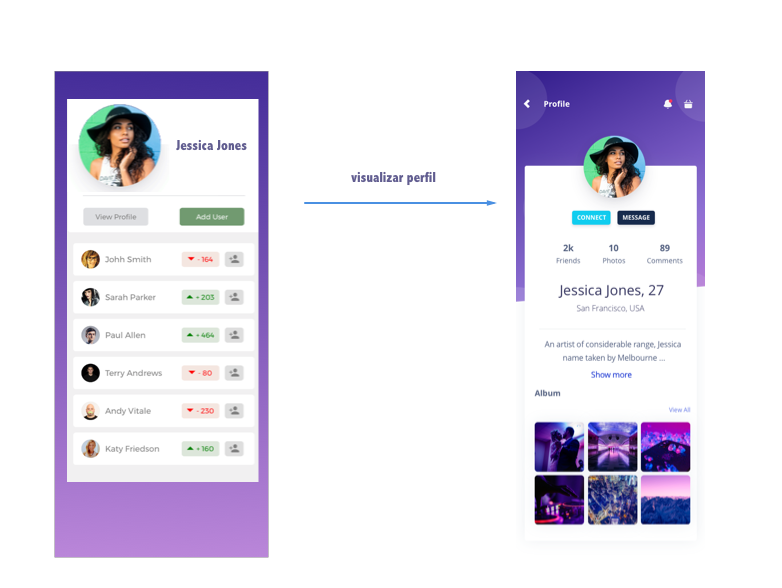 Jessica Jones
View Profile
Add User
Johh Smith
- 164
Sarah Parker
+ 203
Paul Allen
+ 464
Terry Andrews
- 80
Andy Vitale
- 230
Katy Friedson
+ 160
visualizar perfil
Profile
CONNECT
MESSAGE
2k
10
89
Friends
Photos
Comments
Jessica Jones, 27
San Francisco, USA
An artist of considerable range, Jessica
name taken by Melbourne ...
Show more
Album
View All